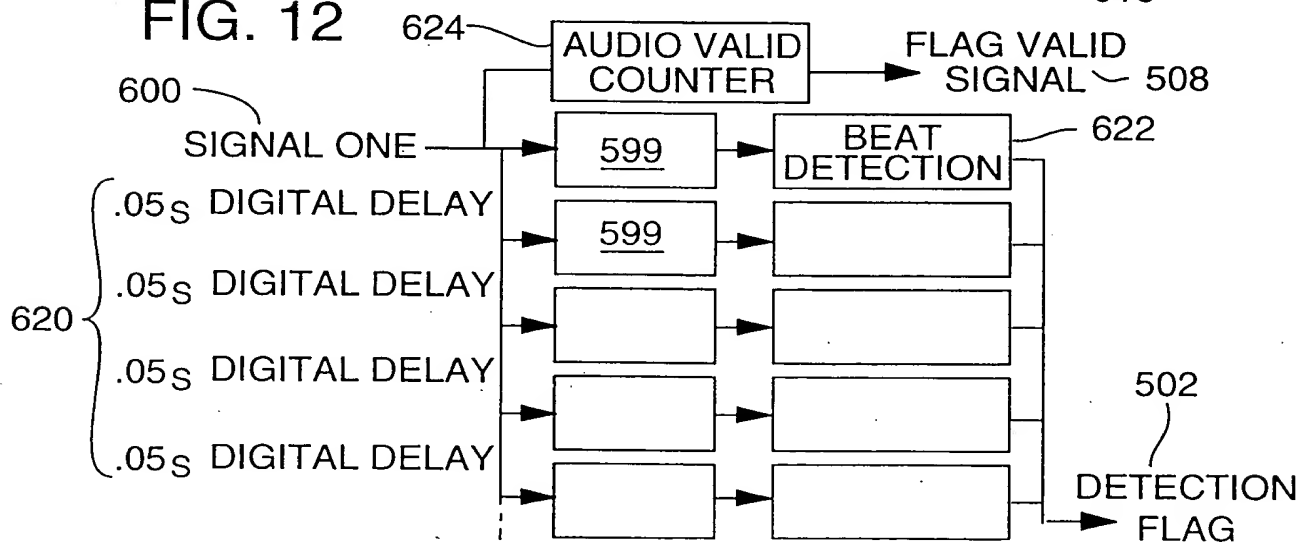 FIG. 12
624
AUDIO VALID
COUNTER
FLAG VALID
SIGNAL
508
600
SIGNAL ONE
599
BEAT
DETECTION
622
.05S DIGITAL DELAY
599
.05S DIGITAL DELAY
620
.05S DIGITAL DELAY
.05S DIGITAL DELAY
502
DETECTION
FLAG